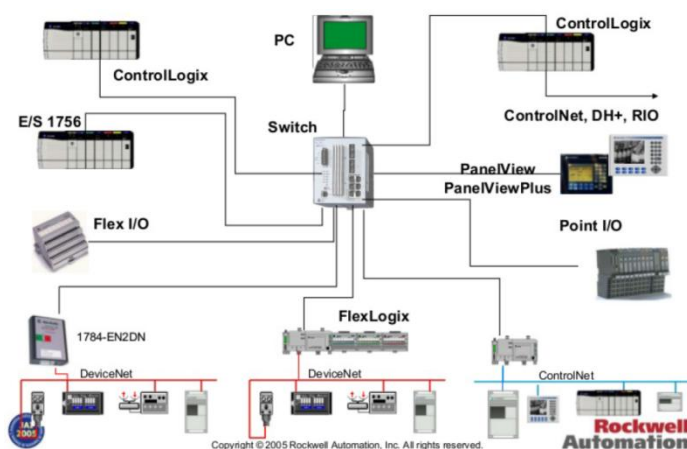 PC
ControlLogix
ControlLogix
E/S 1756
Switch
ControlNet, DH+, RIO
PanelView
PanelViewPlus
Flex I/O
Point I/O
FlexLogix
1784-EN2DN
DeviceNet
DeviceNet
ControlNet
2005
Rockwell
Automation
Copyright © 2005 Rockwell Automation, Inc. All rights reserved.